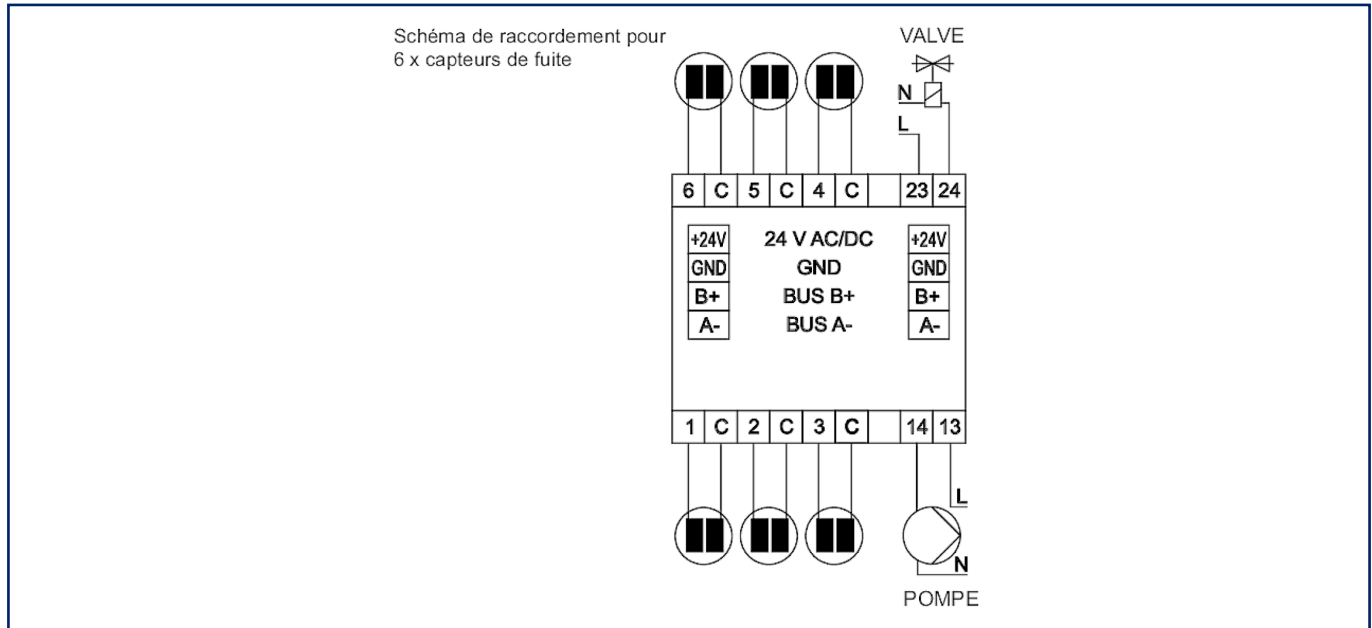 Schéma de raccordement pour
6 x capteurs de fuite
VALVE
N
L
6 C 5 C 4 C 23 24
+24V 24 V AC/DC +24V
GND GND GND
B+ BUS B+ B+
A- BUS A- A-
1 C 2 C 3 C 14 13
L
N
POMPE